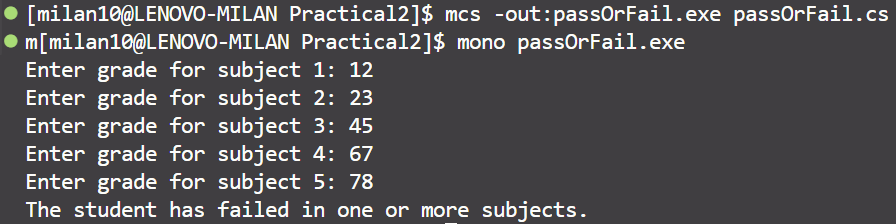 [milan10@LENOVO-MILAN Practical2]$ mcs -out:passOrFail.exe passOrFail.cs
m[milan10@LENOVO-MILAN Practical2]$ mono passOrFail.exe
Enter grade for subject 1: 12
Enter grade for subject 2: 23
Enter grade for subject 3: 45
Enter grade for subject 4: 67
Enter grade for subject 5: 78
The student has failed in one or more subjects.